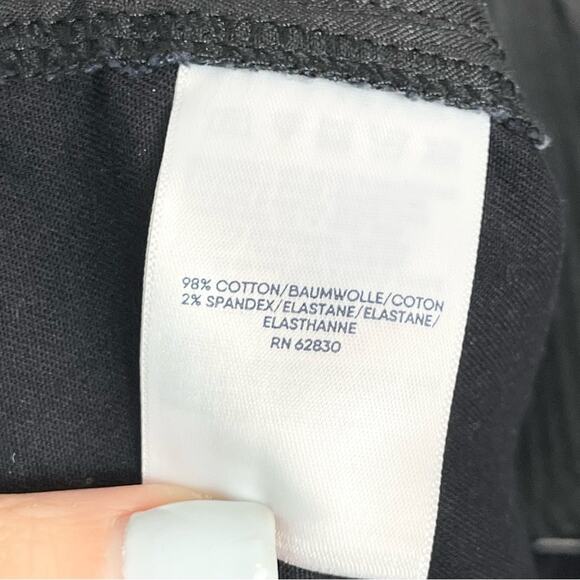 98% COTTON/BAUMWOLLE/COTON
2% SPANDEX/ELASTANE/ELASTANE/
ELASTHANNE
RN 62830